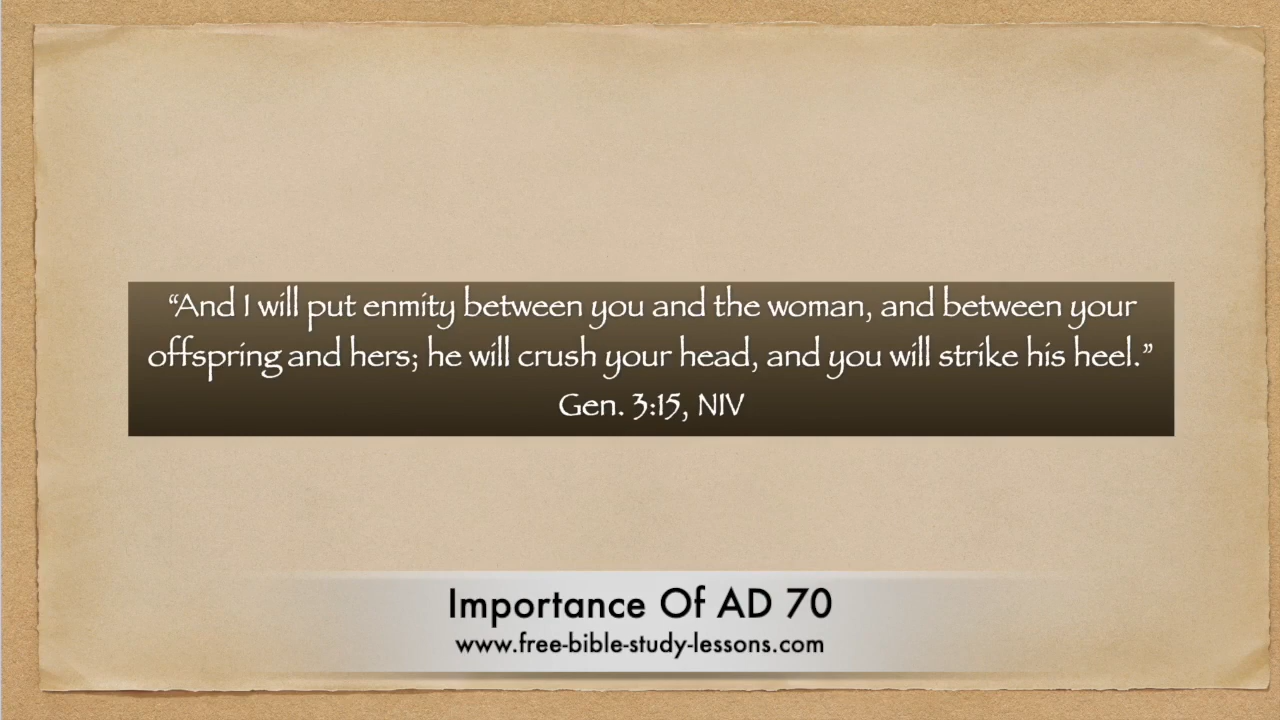 “And I will put enmity between you and the woman, and between your
offspring and hers; he will crush your head, and you will strike his heel.”
Gen. 3:15, NIV
Importance Of AD 70
www.free-bible-study-lessons.com